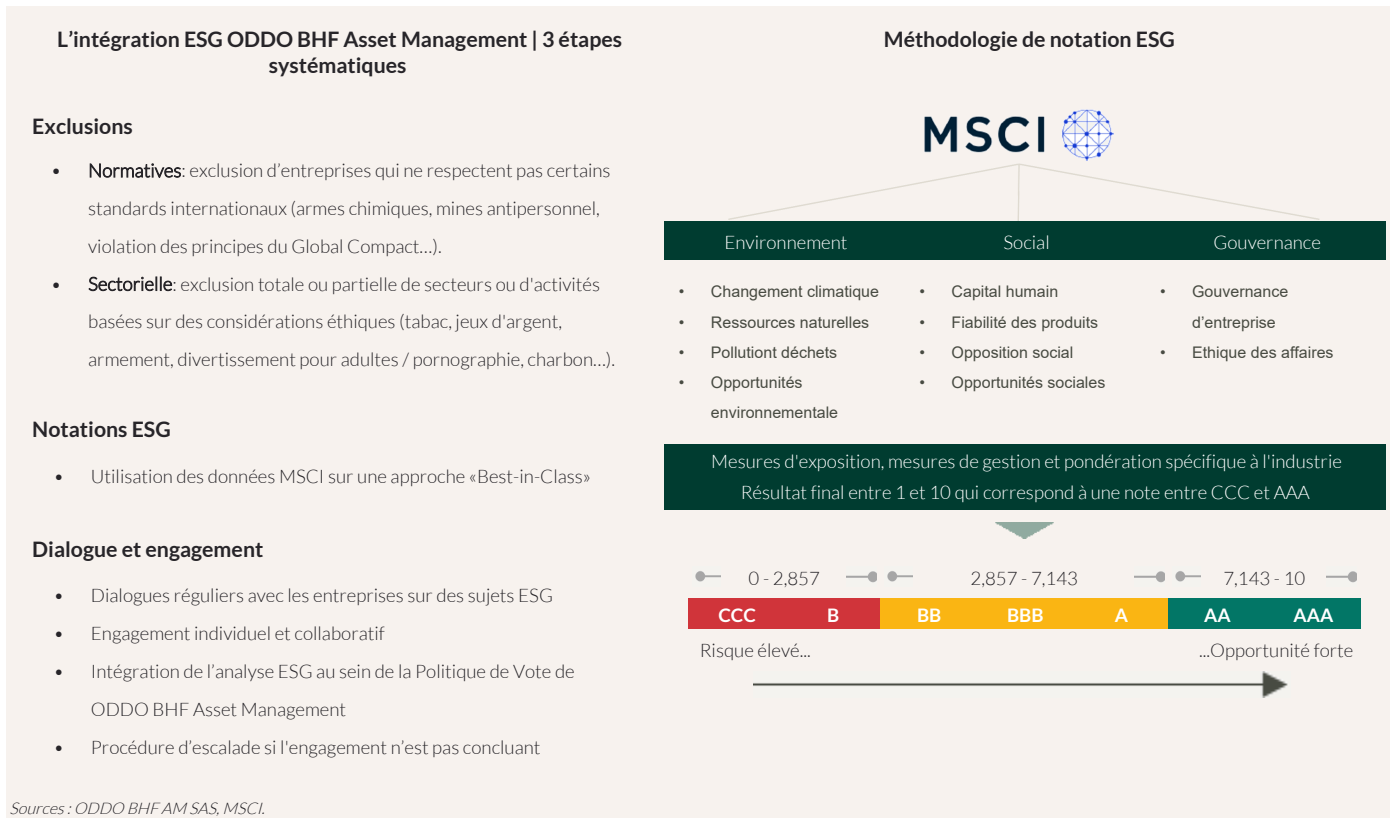 L’intégration ESG ODDO BHF Asset Management | 3 étapes
systématiques
Exclusions
• Normatives: exclusion d’entreprises qui ne respectent pas certains
standards internationaux (armes chimiques, mines antipersonnel,
violation des principes du Global Compact…).
• Sectorielle: exclusion totale ou partielle de secteurs ou d'activités
basées sur des considérations éthiques (tabac, jeux d'argent,
armement, divertissement pour adultes / pornographie, charbon…).
Notations ESG
• Utilisation des données MSCI sur une approche «Best-in-Class»
Dialogue et engagement
• Dialogues réguliers avec les entreprises sur des sujets ESG
• Engagement individuel et collaboratif
• Intégration de l’analyse ESG au sein de la Politique de Vote de
ODDO BHF Asset Management
• Procédure d’escalade si l'engagement n’est pas concluant
Méthodologie de notation ESG
MSCI
Environnement Social Gouvernance
• Changement climatique
• Ressources naturelles
• Pollutiont déchets
• Opportunités
environnementale
• Capital humain
• Fiabilité des produits
• Opposition social
• Opportunités sociales
• Gouvernance
d’entreprise
• Ethique des affaires
Mesures d'exposition, mesures de gestion et pondération spécifique à l'industrie
Résultat final entre 1 et 10 qui correspond à une note entre CCC et AAA
0 - 2,857 2,857 - 7,143 7,143 - 10
CCC B BB BBB A AA AAA
Risque élevé... ...Opportunité forte
Sources : ODDO BHF AM SAS, MSCI.